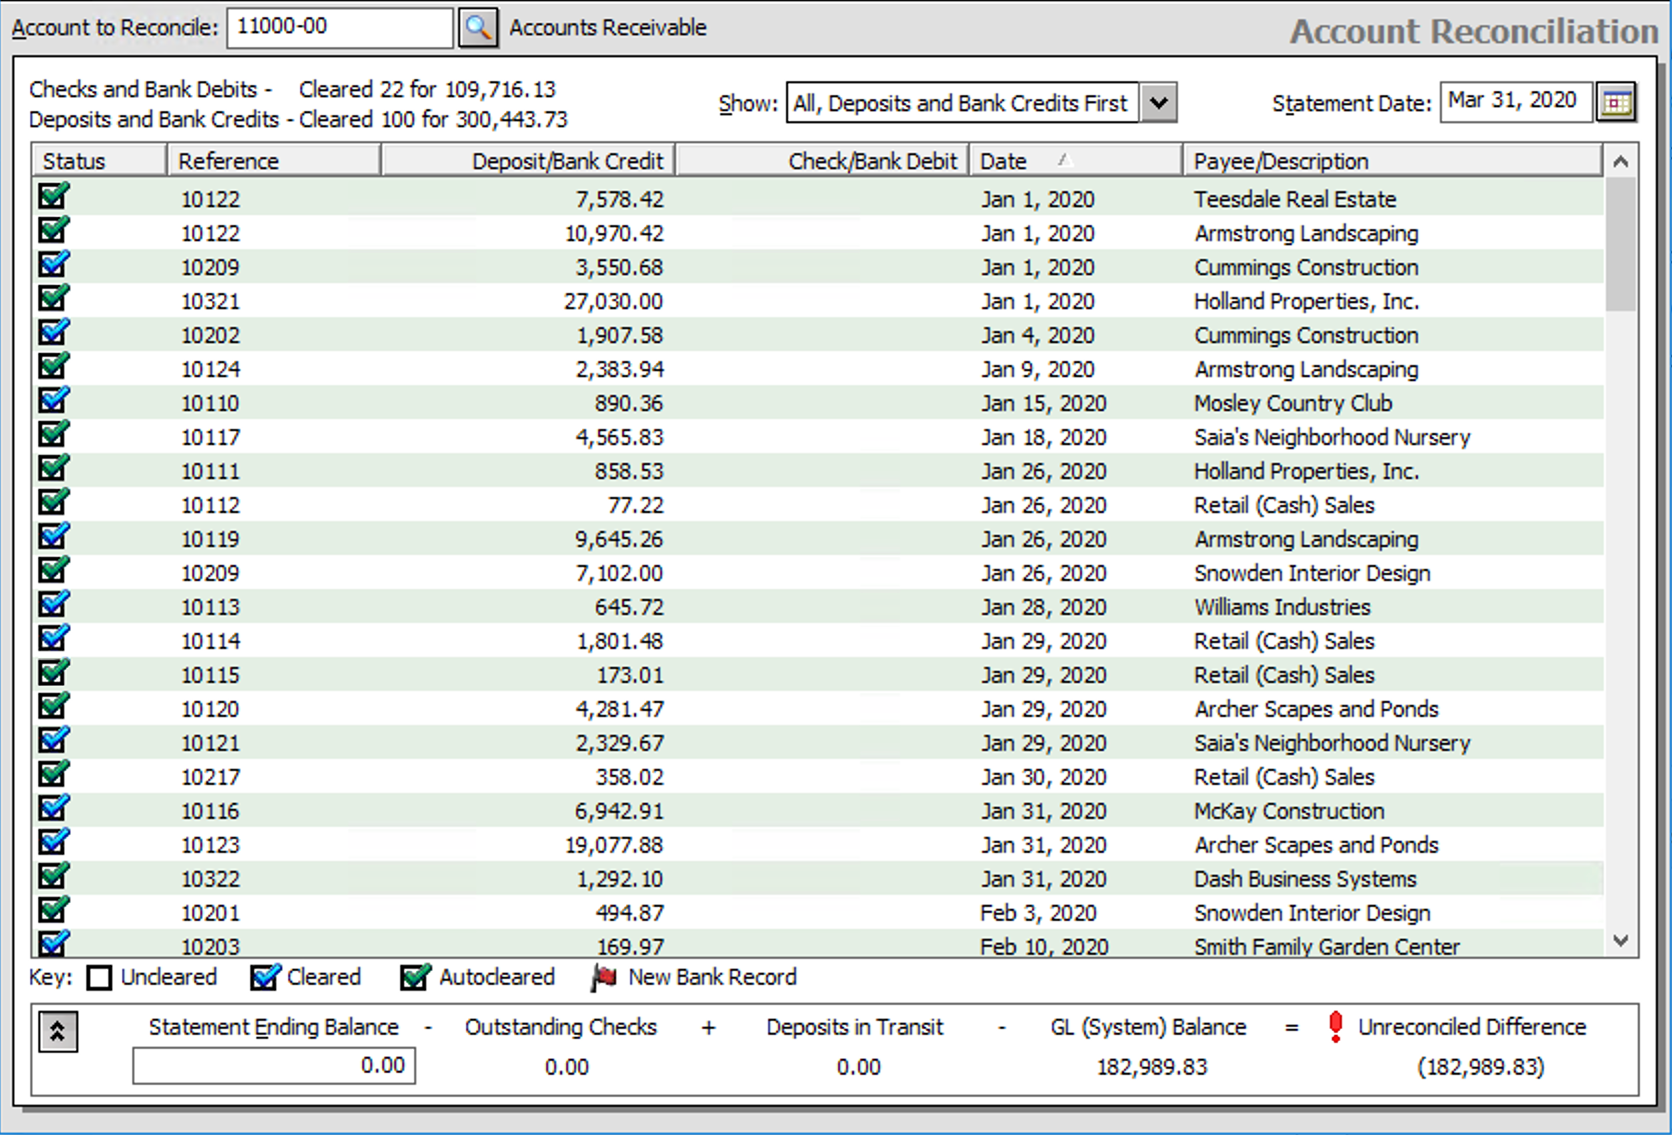 Account to Reconcile: 11000-00 Accounts Receivable Account Reconciliation
Checks and Bank Debits - Cleared 22 for 109,716.13
Deposits and Bank Credits - Cleared 100 for 300,443.73
Show: All, Deposits and Bank Credits First
Statement Date: Mar 31, 2020
Status Reference Deposit/Bank Credit Check/Bank Debit Date Payee/Description
10122 7,578.42 Jan 1, 2020 Teesdale Real Estate
10122 10,970.42 Jan 1, 2020 Armstrong Landscaping
10209 3,550.68 Jan 1, 2020 Cummings Construction
10321 27,030.00 Jan 1, 2020 Holland Properties, Inc.
10202 1,907.58 Jan 4, 2020 Cummings Construction
10124 2,383.94 Jan 9, 2020 Armstrong Landscaping
10110 890.36 Jan 15, 2020 Mosley Country Club
10117 4,565.83 Jan 18, 2020 Saia's Neighborhood Nursery
10111 858.53 Jan 26, 2020 Holland Properties, Inc.
10112 77.22 Jan 26, 2020 Retail (Cash) Sales
10119 9,645.26 Jan 26, 2020 Armstrong Landscaping
10209 7,102.00 Jan 26, 2020 Snowden Interior Design
10113 645.72 Jan 28, 2020 Williams Industries
10114 1,801.48 Jan 29, 2020 Retail (Cash) Sales
10115 173.01 Jan 29, 2020 Retail (Cash) Sales
10120 4,281.47 Jan 29, 2020 Archer Scapes and Ponds
10121 2,329.67 Jan 29, 2020 Saia's Neighborhood Nursery
10217 358.02 Jan 30, 2020 Retail (Cash) Sales
10116 6,942.91 Jan 31, 2020 McKay Construction
10123 19,077.88 Jan 31, 2020 Archer Scapes and Ponds
10322 1,292.10 Jan 31, 2020 Dash Business Systems
10201 494.87 Feb 3, 2020 Snowden Interior Design
10203 169.97 Feb 10, 2020 Smith Family Garden Center
Key: Uncleared Cleared Autocleared New Bank Record
Statement Ending Balance - Outstanding Checks + Deposits in Transit - GL (System) Balance = Unreconciled Difference
0.00 0.00 0.00 182,989.83 (182,989.83)